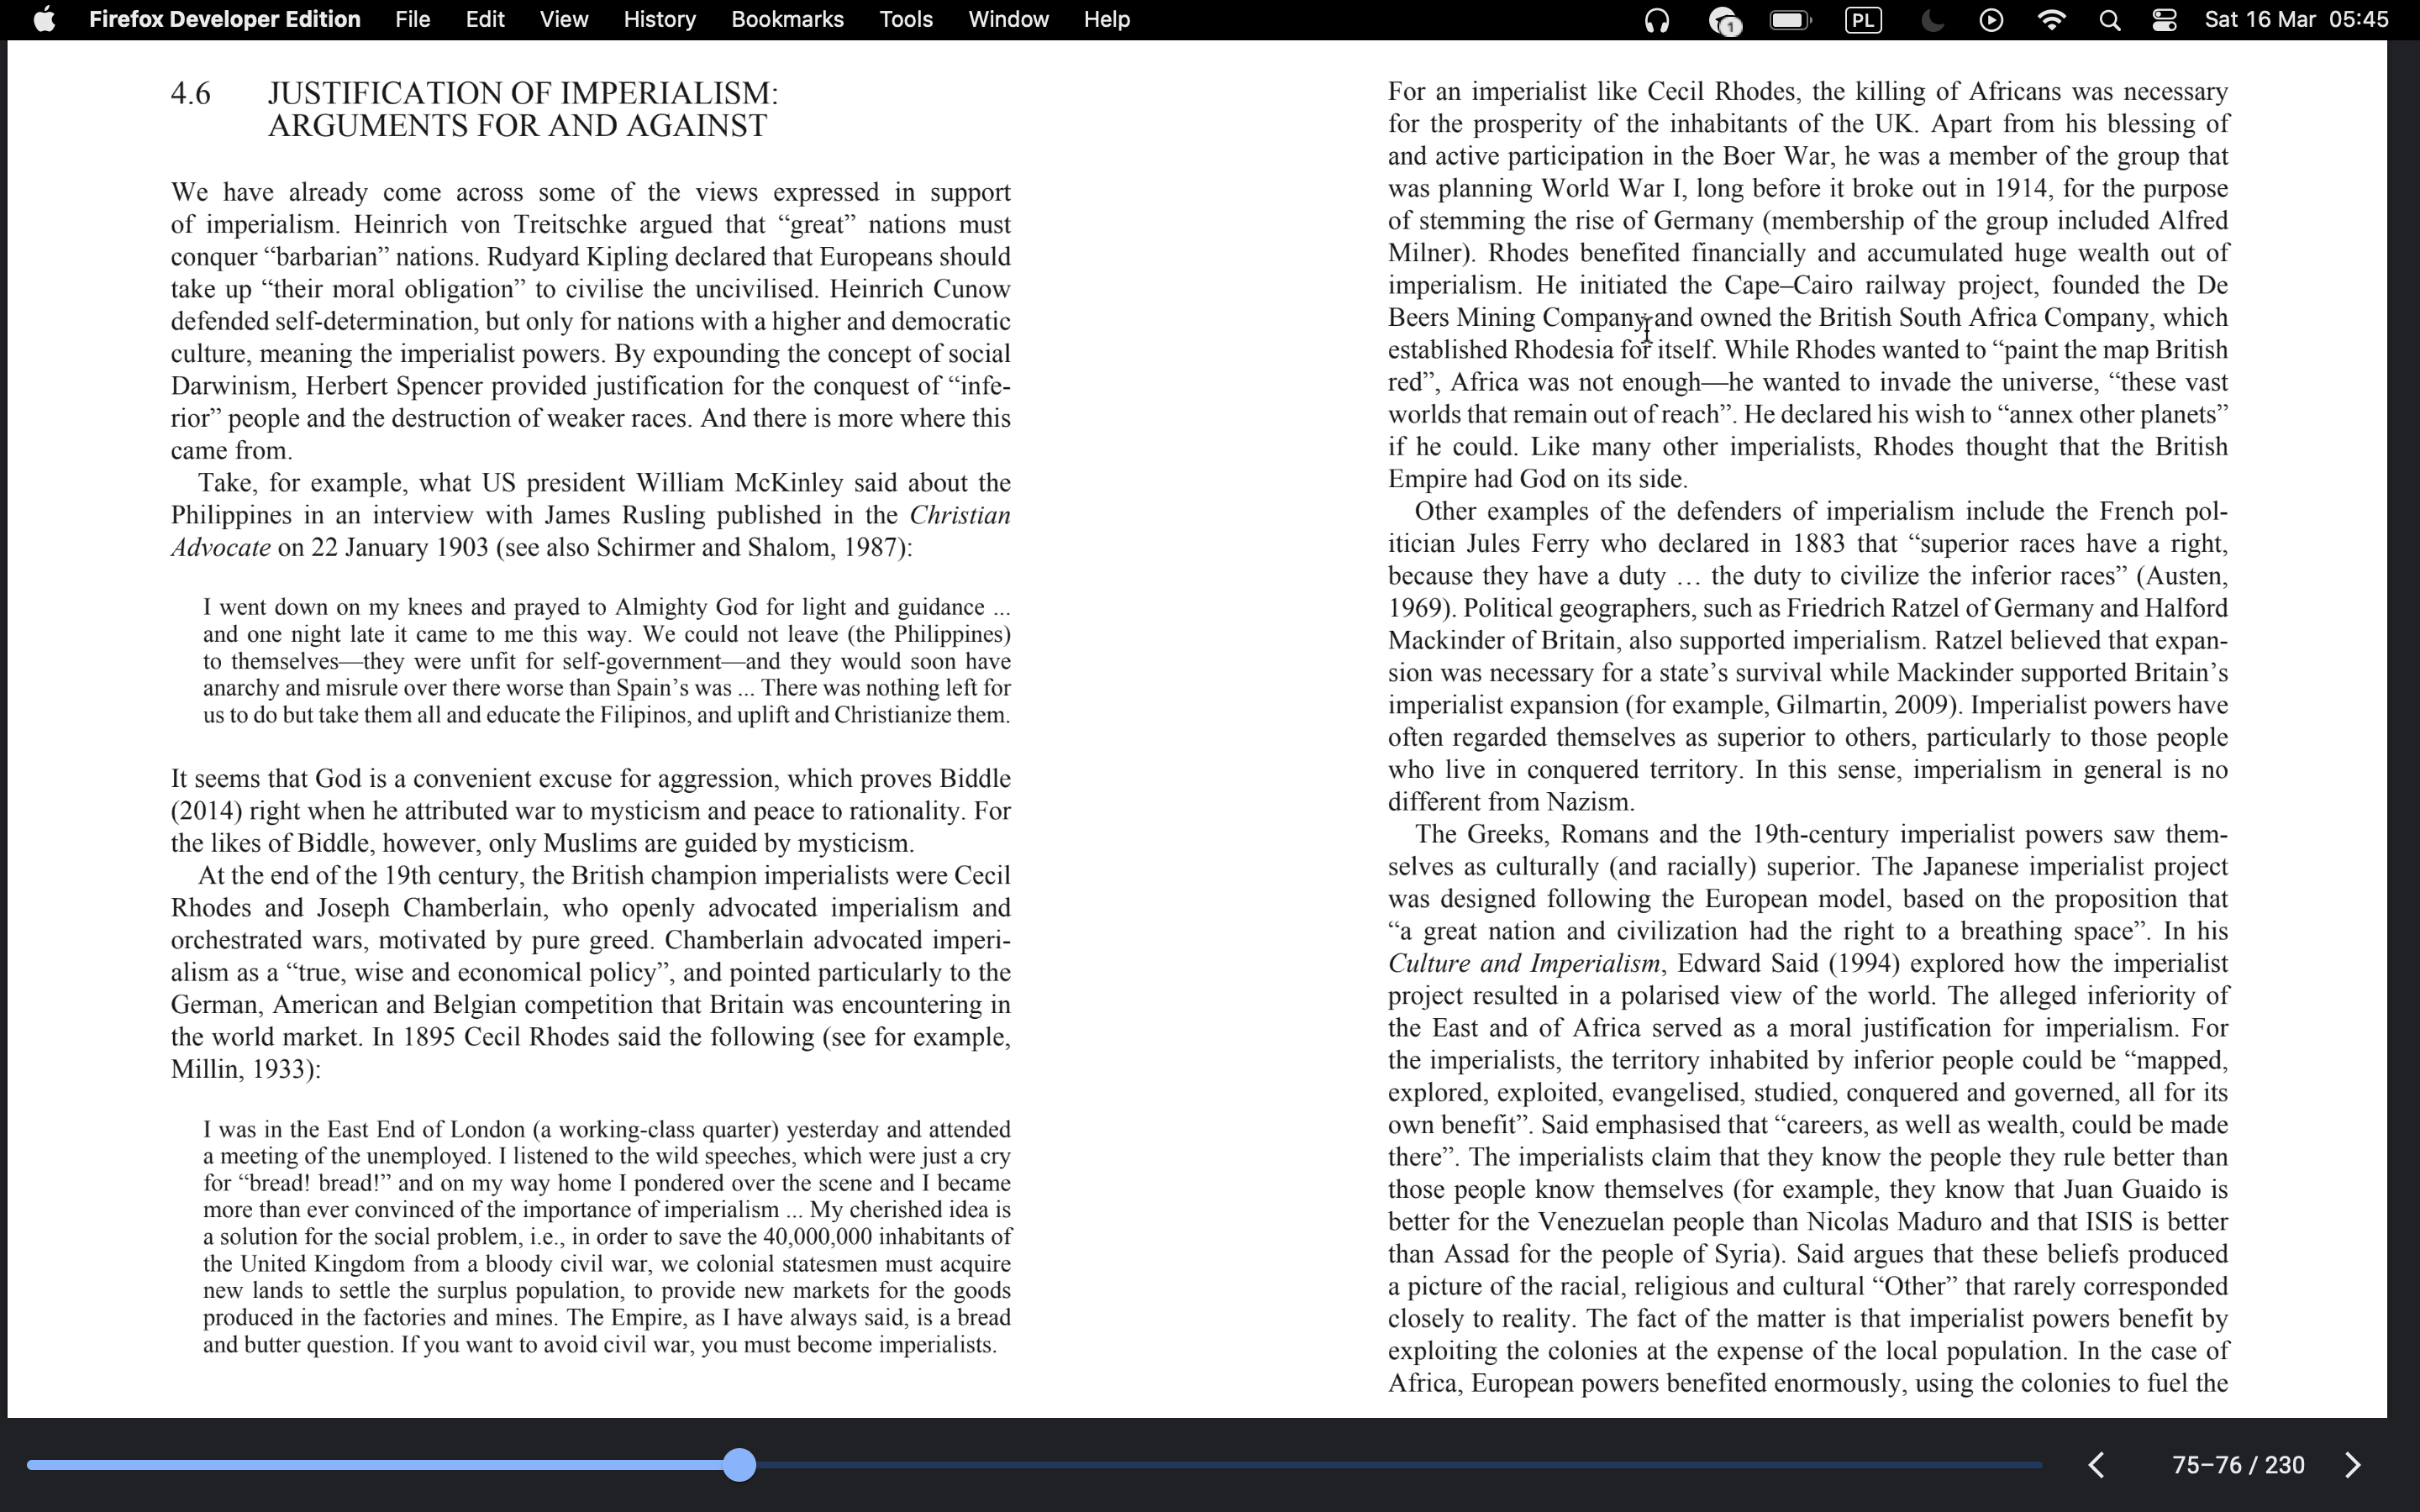 Firefox Developer Edition File Edit View History Bookmarks Tools Window Help 1 PL Sat 16 Mar 05:45
4.6 JUSTIFICATION OF IMPERIALISM:
ARGUMENTS FOR AND AGAINST
We have already come across some of the views expressed in support
of imperialism. Heinrich von Treitschke argued that “great” nations must
conquer “barbarian” nations. Rudyard Kipling declared that Europeans should
take up “their moral obligation” to civilise the uncivilised. Heinrich Cunow
defended self-determination, but only for nations with a higher and democratic
culture, meaning the imperialist powers. By expounding the concept of social
Darwinism, Herbert Spencer provided justification for the conquest of “infe-
rior” people and the destruction of weaker races. And there is more where this
came from.
Take, for example, what US president William McKinley said about the
Philippines in an interview with James Rusling published in the Christian
Advocate on 22 January 1903 (see also Schirmer and Shalom, 1987):
I went down on my knees and prayed to Almighty God for light and guidance ...
and one night late it came to me this way. We could not leave (the Philippines)
to themselves—they were unfit for self-government—and they would soon have
anarchy and misrule over there worse than Spain’s was ... There was nothing left for
us to do but take them all and educate the Filipinos, and uplift and Christianize them.
It seems that God is a convenient excuse for aggression, which proves Biddle
(2014) right when he attributed war to mysticism and peace to rationality. For
the likes of Biddle, however, only Muslims are guided by mysticism.
At the end of the 19th century, the British champion imperialists were Cecil
Rhodes and Joseph Chamberlain, who openly advocated imperialism and
orchestrated wars, motivated by pure greed. Chamberlain advocated imperi-
alism as a “true, wise and economical policy”, and pointed particularly to the
German, American and Belgian competition that Britain was encountering in
the world market. In 1895 Cecil Rhodes said the following (see for example,
Millin, 1933):
I was in the East End of London (a working-class quarter) yesterday and attended
a meeting of the unemployed. I listened to the wild speeches, which were just a cry
for “bread! bread!” and on my way home I pondered over the scene and I became
more than ever convinced of the importance of imperialism ... My cherished idea is
a solution for the social problem, i.e., in order to save the 40,000,000 inhabitants of
the United Kingdom from a bloody civil war, we colonial statesmen must acquire
new lands to settle the surplus population, to provide new markets for the goods
produced in the factories and mines. The Empire, as I have always said, is a bread
and butter question. If you want to avoid civil war, you must become imperialists.
For an imperialist like Cecil Rhodes, the killing of Africans was necessary
for the prosperity of the inhabitants of the UK. Apart from his blessing of
and active participation in the Boer War, he was a member of the group that
was planning World War I, long before it broke out in 1914, for the purpose
of stemming the rise of Germany (membership of the group included Alfred
Milner). Rhodes benefited financially and accumulated huge wealth out of
imperialism. He initiated the Cape–Cairo railway project, founded the De
Beers Mining Company and owned the British South Africa Company, which
established Rhodesia for itself. While Rhodes wanted to “paint the map British
red”, Africa was not enough—he wanted to invade the universe, “these vast
worlds that remain out of reach”. He declared his wish to “annex other planets”
if he could. Like many other imperialists, Rhodes thought that the British
Empire had God on its side.
Other examples of the defenders of imperialism include the French pol-
itician Jules Ferry who declared in 1883 that “superior races have a right,
because they have a duty … the duty to civilize the inferior races” (Austen,
1969). Political geographers, such as Friedrich Ratzel of Germany and Halford
Mackinder of Britain, also supported imperialism. Ratzel believed that expan-
sion was necessary for a state’s survival while Mackinder supported Britain’s
imperialist expansion (for example, Gilmartin, 2009). Imperialist powers have
often regarded themselves as superior to others, particularly to those people
who live in conquered territory. In this sense, imperialism in general is no
different from Nazism.
The Greeks, Romans and the 19th-century imperialist powers saw them-
selves as culturally (and racially) superior. The Japanese imperialist project
was designed following the European model, based on the proposition that
“a great nation and civilization had the right to a breathing space”. In his
Culture and Imperialism, Edward Said (1994) explored how the imperialist
project resulted in a polarised view of the world. The alleged inferiority of
the East and of Africa served as a moral justification for imperialism. For
the imperialists, the territory inhabited by inferior people could be “mapped,
explored, exploited, evangelised, studied, conquered and governed, all for its
own benefit”. Said emphasised that “careers, as well as wealth, could be made
there”. The imperialists claim that they know the people they rule better than
those people know themselves (for example, they know that Juan Guaido is
better for the Venezuelan people than Nicolas Maduro and that ISIS is better
than Assad for the people of Syria). Said argues that these beliefs produced
a picture of the racial, religious and cultural “Other” that rarely corresponded
closely to reality. The fact of the matter is that imperialist powers benefit by
exploiting the colonies at the expense of the local population. In the case of
Africa, European powers benefited enormously, using the colonies to fuel the
75–76 / 230